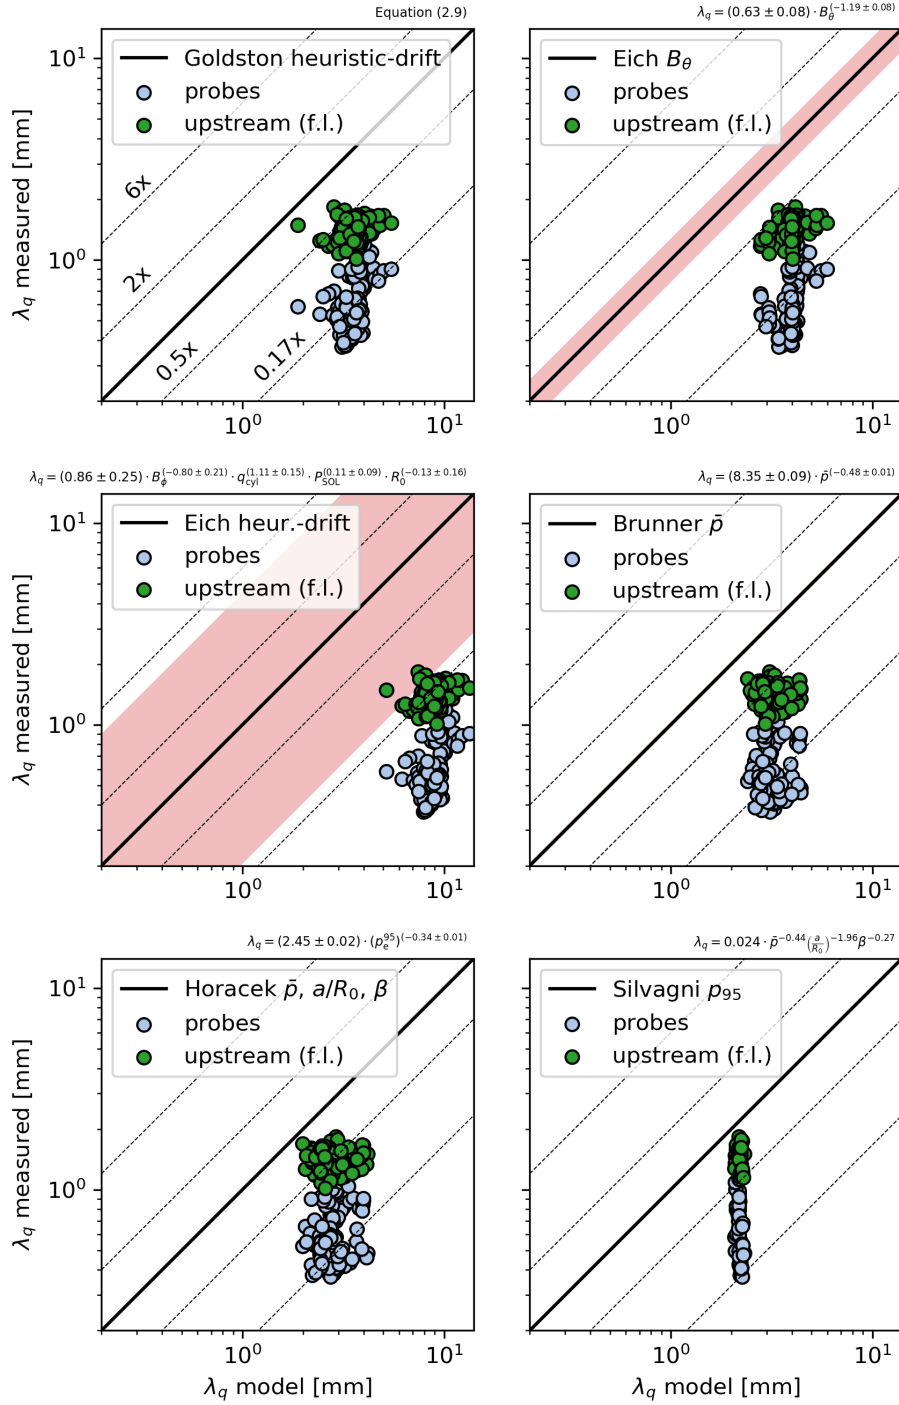 Equation (2.9)
λq = (0.63 ± 0.08) · Bθ^(−1.19 ± 0.08)
λq measured [mm]
10¹
10⁰
Goldston heuristic-drift
probes
upstream (f.l.)
6x
2x
0.5x
0.17x
10⁰
10¹
Eich Bθ
probes
upstream (f.l.)
10¹
10⁰
10⁰
10¹
λq = (0.86 ± 0.25) · Bϕ^(−0.80 ± 0.21) · qcyl^(1.11 ± 0.15) · PSOL^(0.11 ± 0.09) · R₀^(−0.13 ± 0.16)
λq = (8.35 ± 0.09) · p̄^(−0.48 ± 0.01)
λq measured [mm]
10¹
10⁰
Eich heur.-drift
probes
upstream (f.l.)
10⁰
10¹
Brunner p̄
probes
upstream (f.l.)
10¹
10⁰
10⁰
10¹
λq = (2.45 ± 0.02) · (pe^95)^(−0.34 ± 0.01)
λq = 0.024 · p̄^−0.44 (a/R₀)^−1.96 β^−0.27
λq measured [mm]
10¹
10⁰
Horacek p̄, a/R₀, β
probes
upstream (f.l.)
10⁰
10¹
λq model [mm]
Silvagni p₉₅
probes
upstream (f.l.)
10¹
10⁰
10⁰
10¹
λq model [mm]